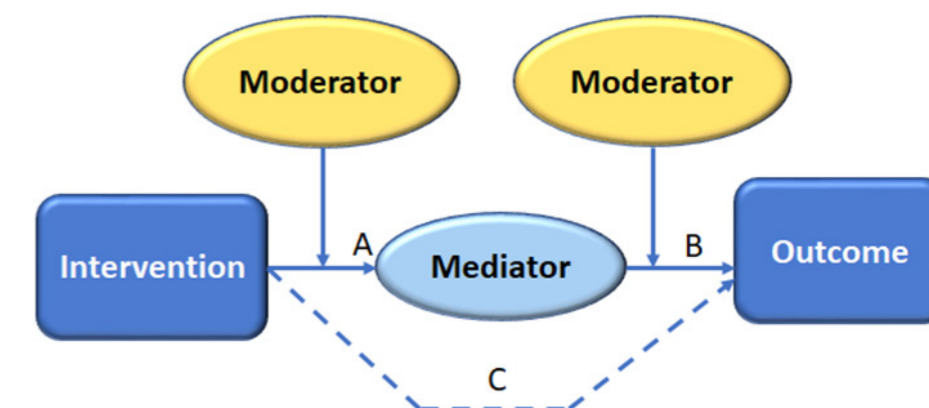 Moderator
Moderator
Intervention
A
Mediator
B
Outcome
C